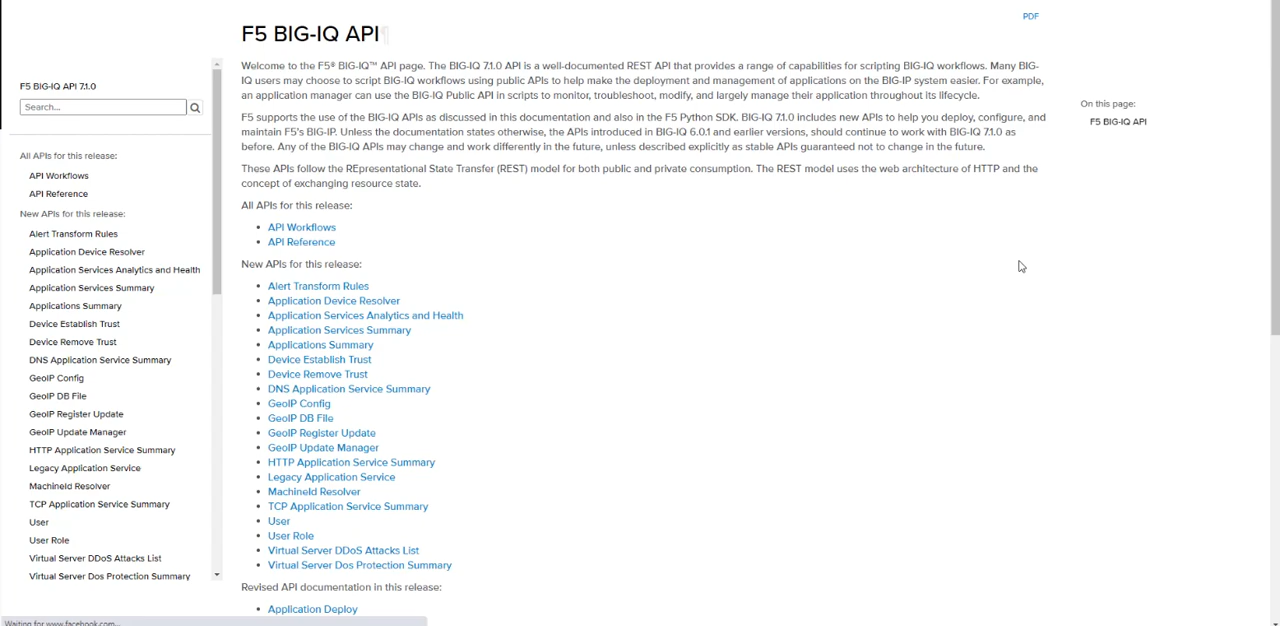 PDF
F5 BIG-IQ API¶
Welcome to the F5® BIG-IQ™ API page. The BIG-IQ 7.1.0 API is a well-documented REST API that provides a range of capabilities for scripting BIG-IQ workflows. Many BIG-
IQ users may choose to script BIG-IQ workflows using public APIs to help make the deployment and management of applications on the BIG-IP system easier. For example,
an application manager can use the BIG-IQ Public API in scripts to monitor, troubleshoot, modify, and largely manage their application throughout its lifecycle.
F5 supports the use of the BIG-IQ APIs as discussed in this documentation and also in the F5 Python SDK. BIG-IQ 7.1.0 includes new APIs to help you deploy, configure, and
maintain F5's BIG-IP. Unless the documentation states otherwise, the APIs introduced in BIG-IQ 6.0.1 and earlier versions, should continue to work with BIG-IQ 7.1.0 as
before. Any of the BIG-IQ APIs may change and work differently in the future, unless described explicitly as stable APIs guaranteed not to change in the future.
These APIs follow the REpresentational State Transfer (REST) model for both public and private consumption. The REST model uses the web architecture of HTTP and the
concept of exchanging resource state.
All APIs for this release:
• API Workflows
• API Reference
New APIs for this release:
• Alert Transform Rules
• Application Device Resolver
• Application Services Analytics and Health
• Application Services Summary
• Applications Summary
• Device Establish Trust
• Device Remove Trust
• DNS Application Service Summary
• GeoIP Config
• GeoIP DB File
• GeoIP Register Update
• GeoIP Update Manager
• HTTP Application Service Summary
• Legacy Application Service
• MachineId Resolver
• TCP Application Service Summary
• User
• User Role
• Virtual Server DDoS Attacks List
• Virtual Server Dos Protection Summary
Revised API documentation in this release:
• Application Deploy
F5 BIG-IQ API 7.1.0
Search...
All APIs for this release:
API Workflows
API Reference
New APIs for this release:
Alert Transform Rules
Application Device Resolver
Application Services Analytics and Health
Application Services Summary
Applications Summary
Device Establish Trust
Device Remove Trust
DNS Application Service Summary
GeoIP Config
GeoIP DB File
GeoIP Register Update
GeoIP Update Manager
HTTP Application Service Summary
Legacy Application Service
MachineId Resolver
TCP Application Service Summary
User
User Role
Virtual Server DDoS Attacks List
Virtual Server Dos Protection Summary
On this page:
F5 BIG-IQ API
Waiting for www.facebook.com...